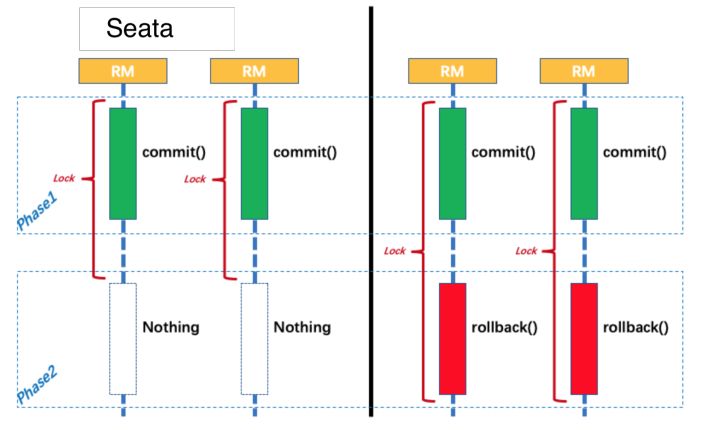 Seata
RM RM RM RM
commit() commit() commit() commit()
Lock Lock
Phase1
Lock Lock
Nothing Nothing rollback() rollback()
Phase2